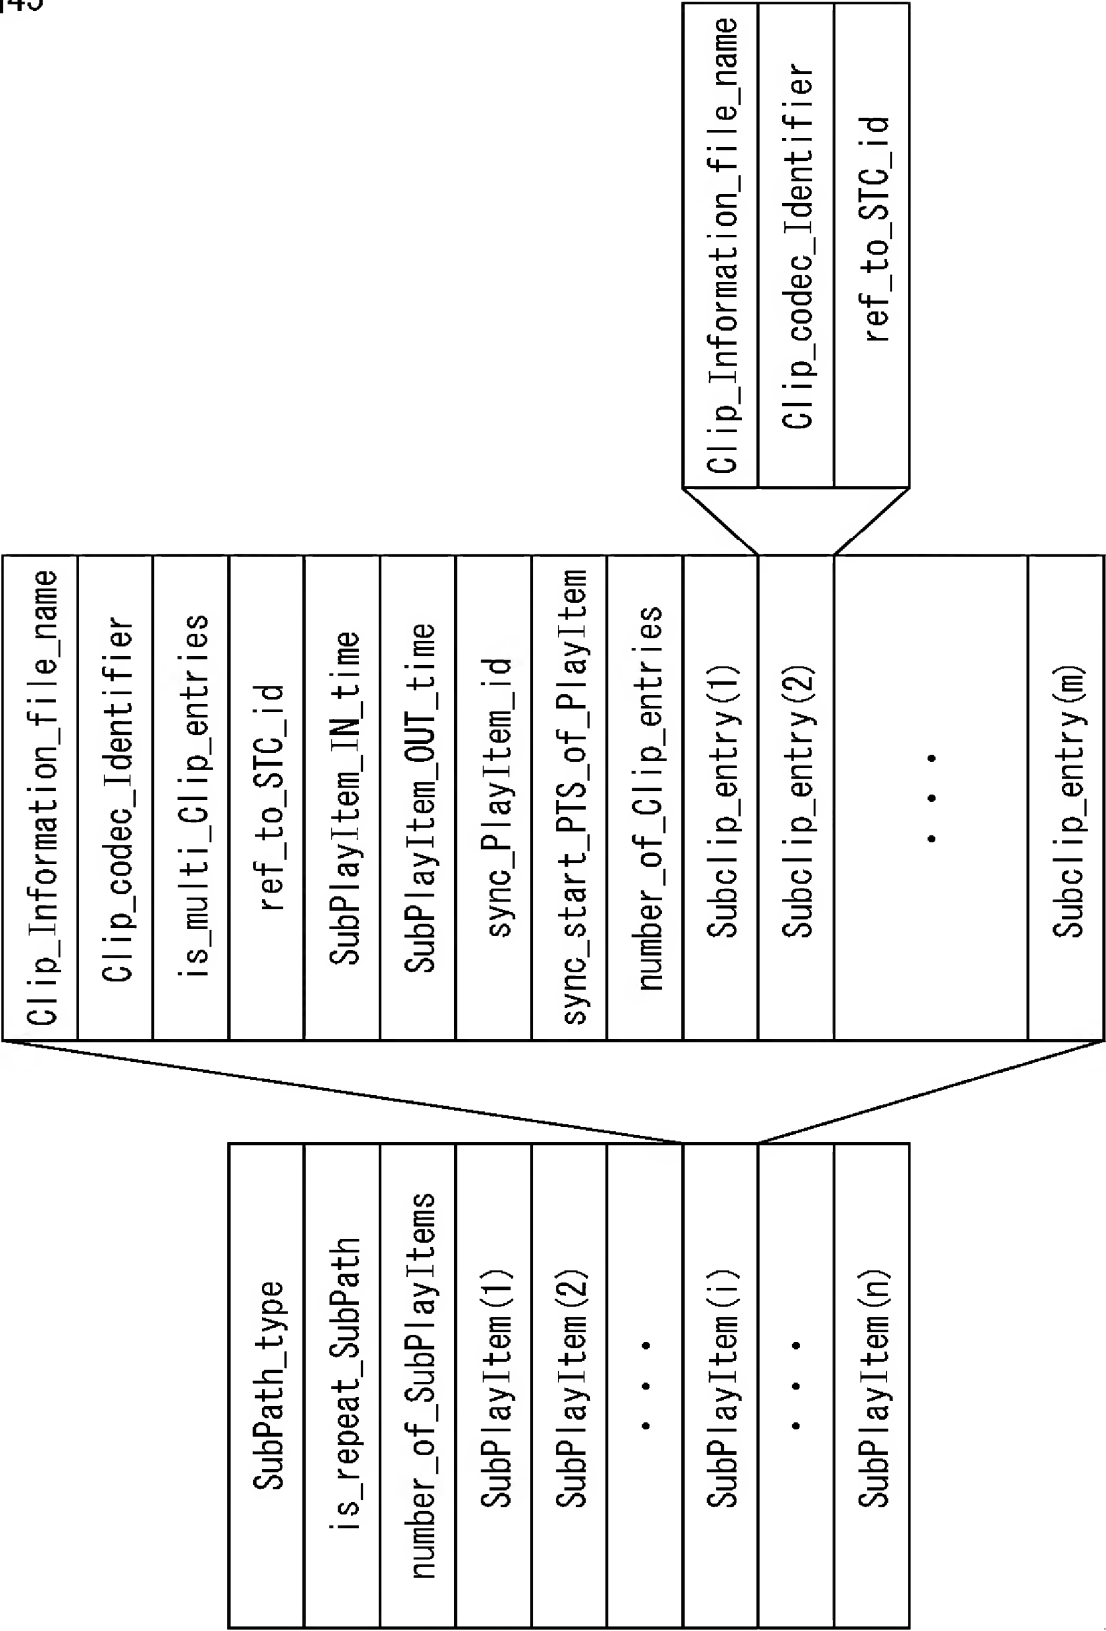 SubPath_type
is_repeat_SubPath
number_of_SubPlayItems
SubPlayItem(1)
SubPlayItem(2)
• • •
SubPlayItem(i)
• • •
SubPlayItem(n)
Clip_Information_file_name
Clip_codec_Identifier
is_multi_Clip_entries
ref_to_STC_id
SubPlayItem_IN_time
SubPlayItem_OUT_time
sync_PlayItem_id
sync_start_PTS_of_PlayItem
number_of_Clip_entries
Subclip_entry(1)
Subclip_entry(2)
• • •
Subclip_entry(m)
Clip_Information_file_name
Clip_codec_Identifier
ref_to_STC_id